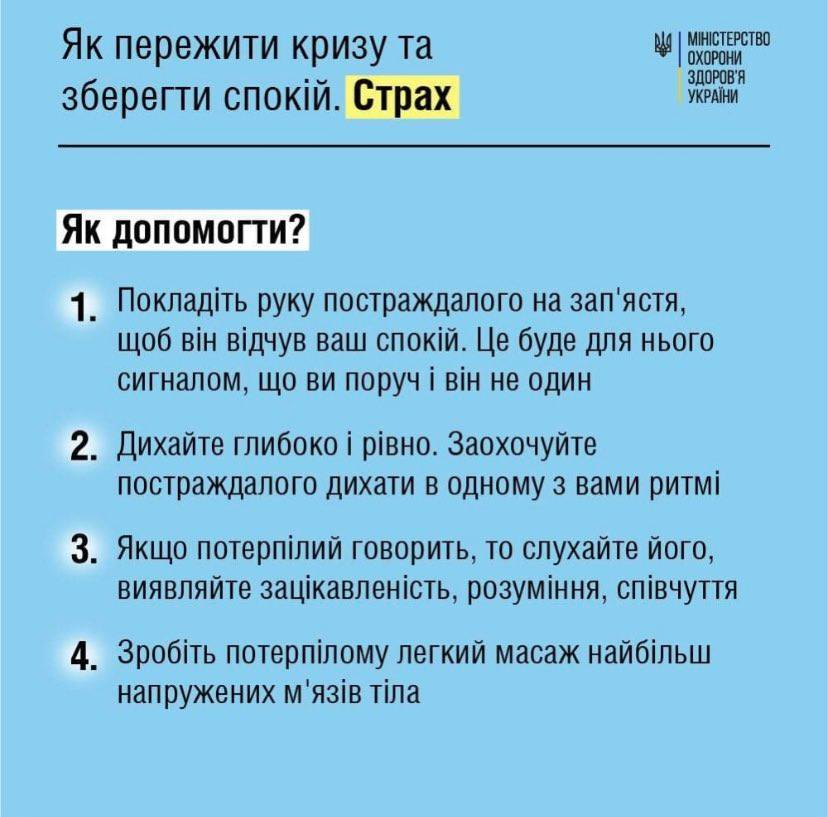 Як пережити кризу та
зберегти спокій. Страх
МІНІСТЕРСТВО
ОХОРОНИ
ЗДОРОВ'Я
УКРАЇНИ
Як допомогти?
1. Покладіть руку постраждалого на зап'ястя,
щоб він відчув ваш спокій. Це буде для нього
сигналом, що ви поруч і він не один
2. Дихайте глибоко і рівно. Заохочуйте
постраждалого дихати в одному з вами ритмі
3. Якщо потерпілий говорить, то слухайте його,
виявляйте зацікавленість, розуміння, співчуття
4. Зробіть потерпілому легкий масаж найбільш
напружених м'язів тіла